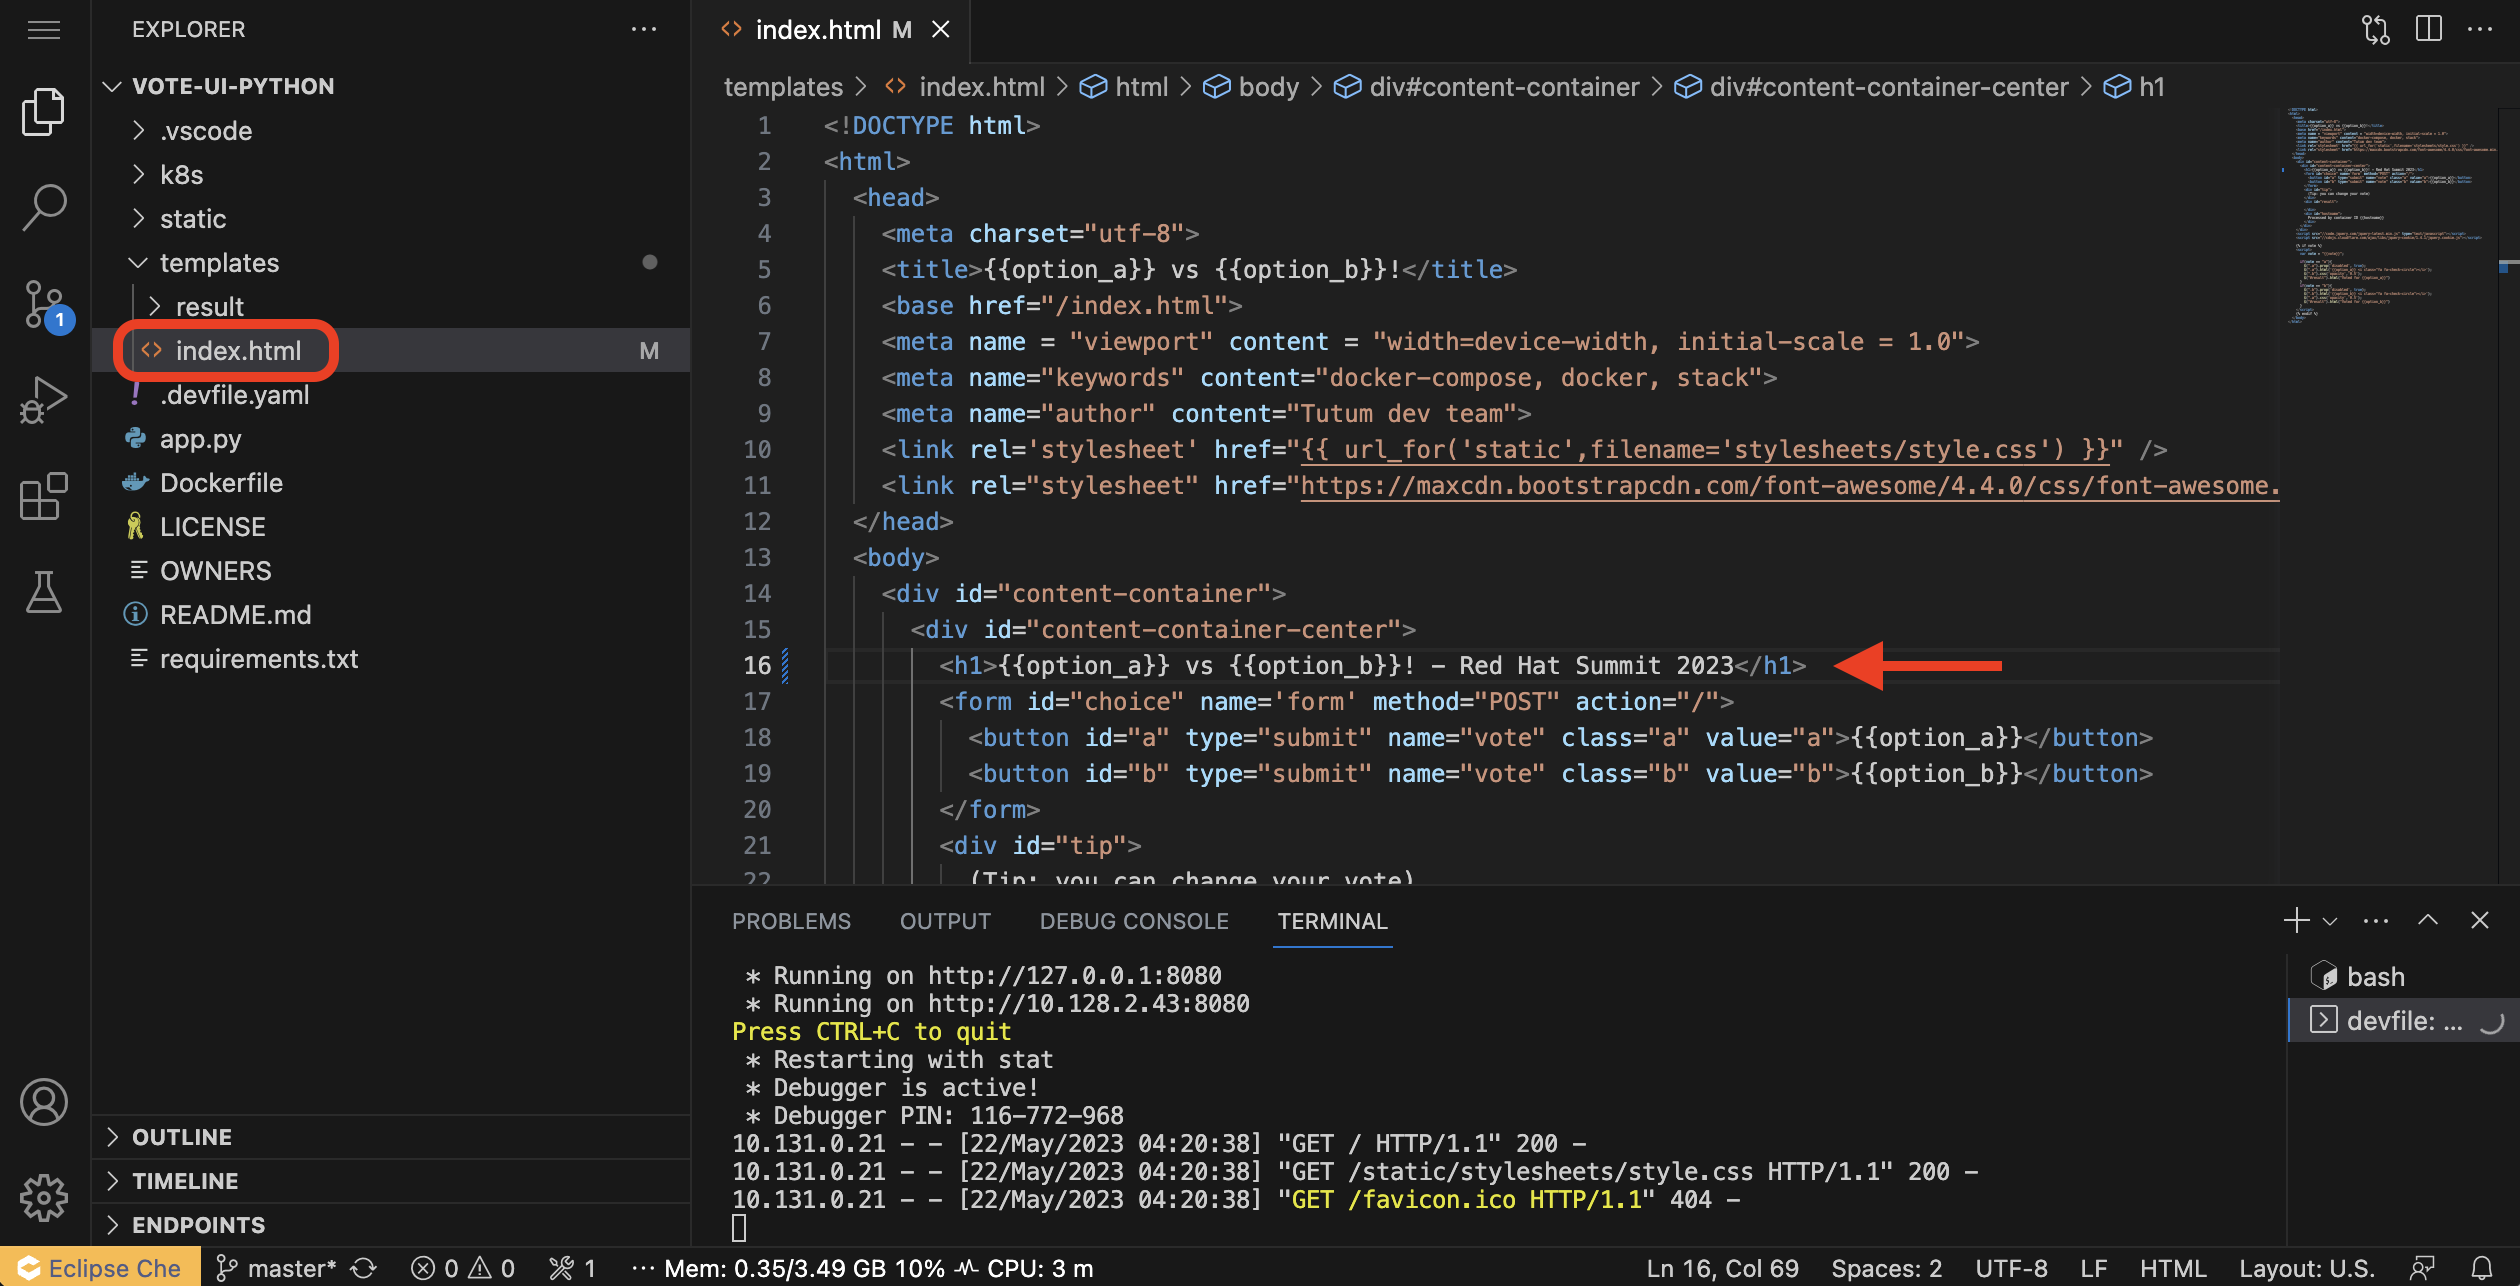 EXPLORER
VOTE-UI-PYTHON
.vscode
k8s
static
templates
result
index.html M
.devfile.yaml
app.py
Dockerfile
LICENSE
OWNERS
README.md
requirements.txt
1
OUTLINE
TIMELINE
ENDPOINTS
index.html M
templates > index.html > html > body > div#content-container > div#content-container-center > h1
1 <!DOCTYPE html>
2 <html>
3 <head>
4 <meta charset="utf-8">
5 <title>{{option_a}} vs {{option_b}}!</title>
6 <base href="/index.html">
7 <meta name = "viewport" content = "width=device-width, initial-scale = 1.0">
8 <meta name="keywords" content="docker-compose, docker, stack">
9 <meta name="author" content="Tutum dev team">
10 <link rel='stylesheet' href="{{ url_for('static',filename='stylesheets/style.css') }}" />
11 <link rel="stylesheet" href="https://maxcdn.bootstrapcdn.com/font-awesome/4.4.0/css/font-awesome.
12 </head>
13 <body>
14 <div id="content-container">
15 <div id="content-container-center">
16 <h1>{{option_a}} vs {{option_b}}! - Red Hat Summit 2023</h1>
17 <form id="choice" name='form' method="POST" action="/">
18 <button id="a" type="submit" name="vote" class="a" value="a">{{option_a}}</button>
19 <button id="b" type="submit" name="vote" class="b" value="b">{{option_b}}</button>
20 </form>
21 <div id="tip">
22 (Tip: you can change your vote)
PROBLEMS OUTPUT DEBUG CONSOLE TERMINAL
* Running on http://127.0.0.1:8080
* Running on http://10.128.2.43:8080
Press CTRL+C to quit
* Restarting with stat
* Debugger is active!
* Debugger PIN: 116-772-968
10.131.0.21 - - [22/May/2023 04:20:38] "GET / HTTP/1.1" 200 -
10.131.0.21 - - [22/May/2023 04:20:38] "GET /static/stylesheets/style.css HTTP/1.1" 200 -
10.131.0.21 - - [22/May/2023 04:20:38] "GET /favicon.ico HTTP/1.1" 404 -
bash
devfile: ...
Eclipse Che master* 0 0 1 ··· Mem: 0.35/3.49 GB 10% CPU: 3 m Ln 16, Col 69 Spaces: 2 UTF-8 LF HTML Layout: U.S.